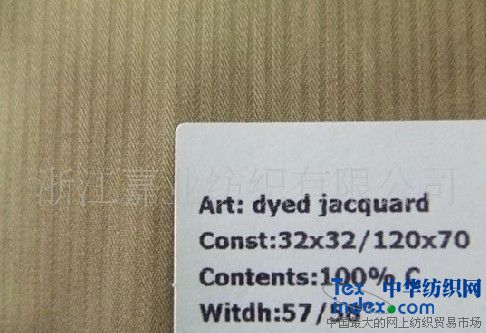 浙江嘉业纺织有限公司
Art: dyed jacquard
Const:32x32/120x70
Contents:100% C
Witdh:57/58
Tex 中华纺织网
index.com
中国最大的网上纺织贸易市场